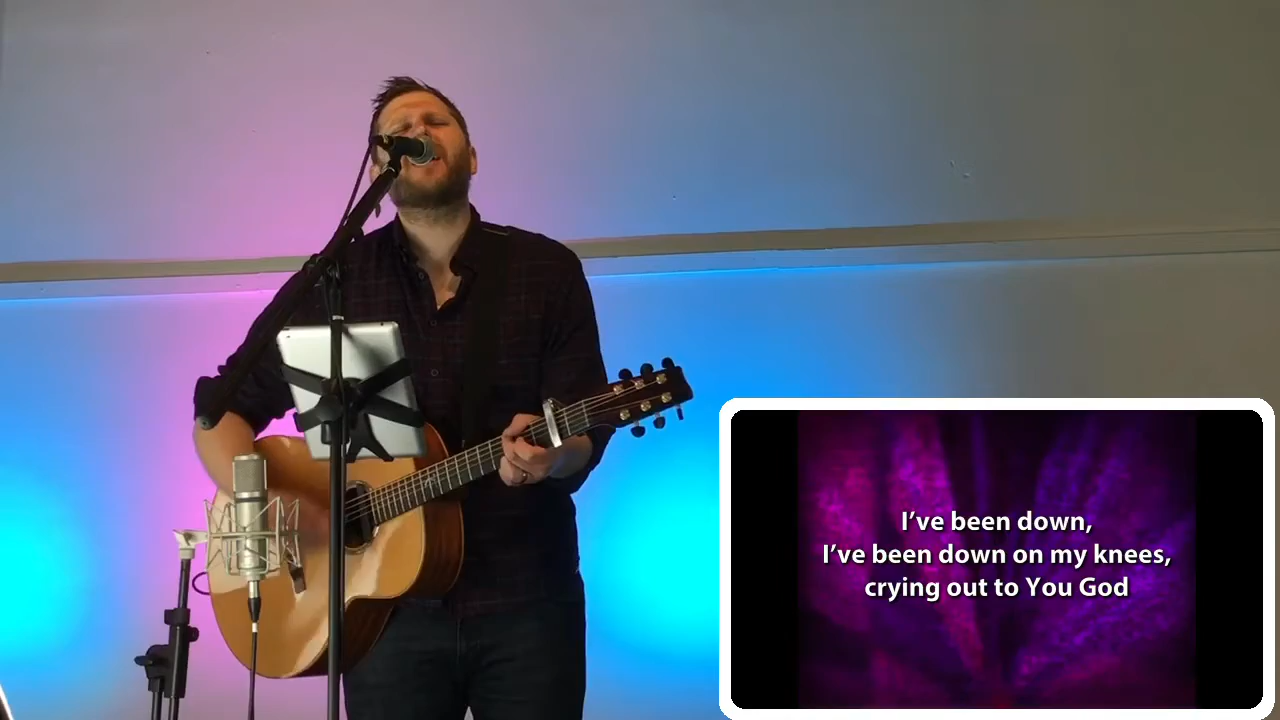 I’ve been down,
I’ve been down on my knees,
crying out to You God